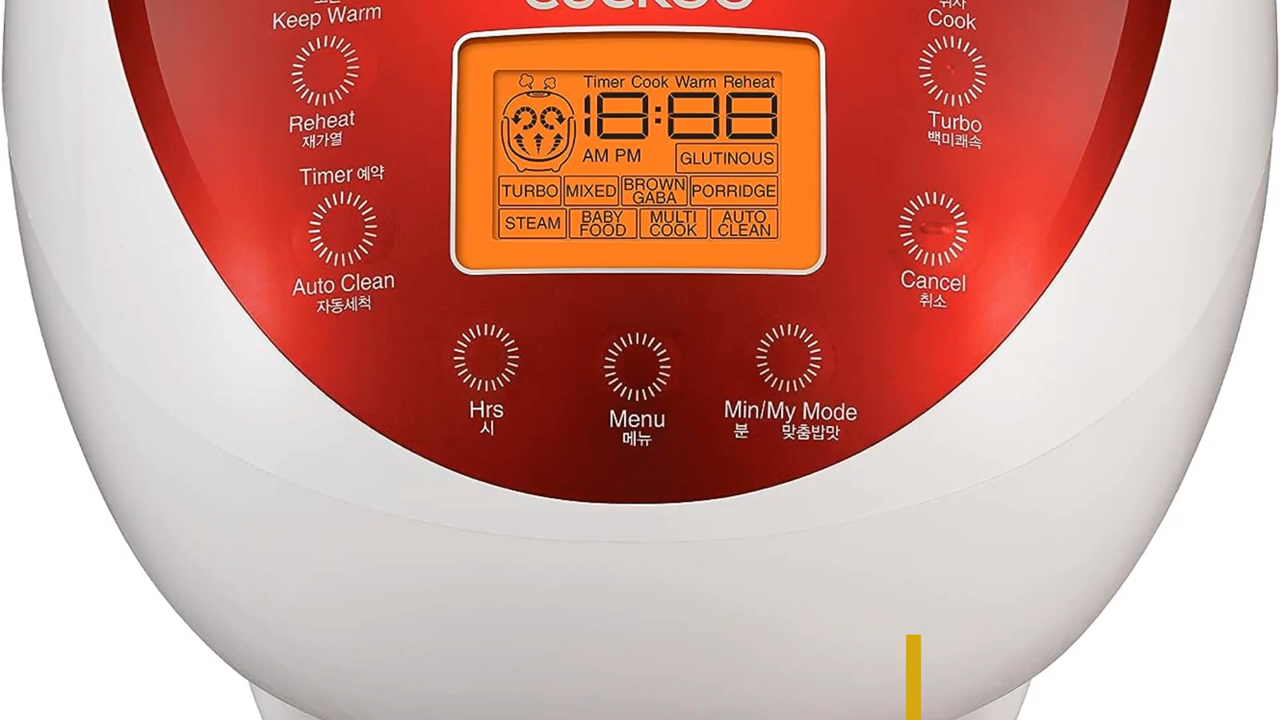 CUCKOO
Keep Warm
Reheat
재가열
Timer 예약
Auto Clean
자동세척
Timer Cook Warm Reheat
18:88
AM PM
GLUTINOUS
TURBO MIXED BROWN GABA PORRIDGE
STEAM BABY FOOD MULTI COOK AUTO CLEAN
Cook
Turbo
백미쾌속
Cancel
취소
Hrs
시
Menu
메뉴
Min/My Mode
분 맞춤밥맛